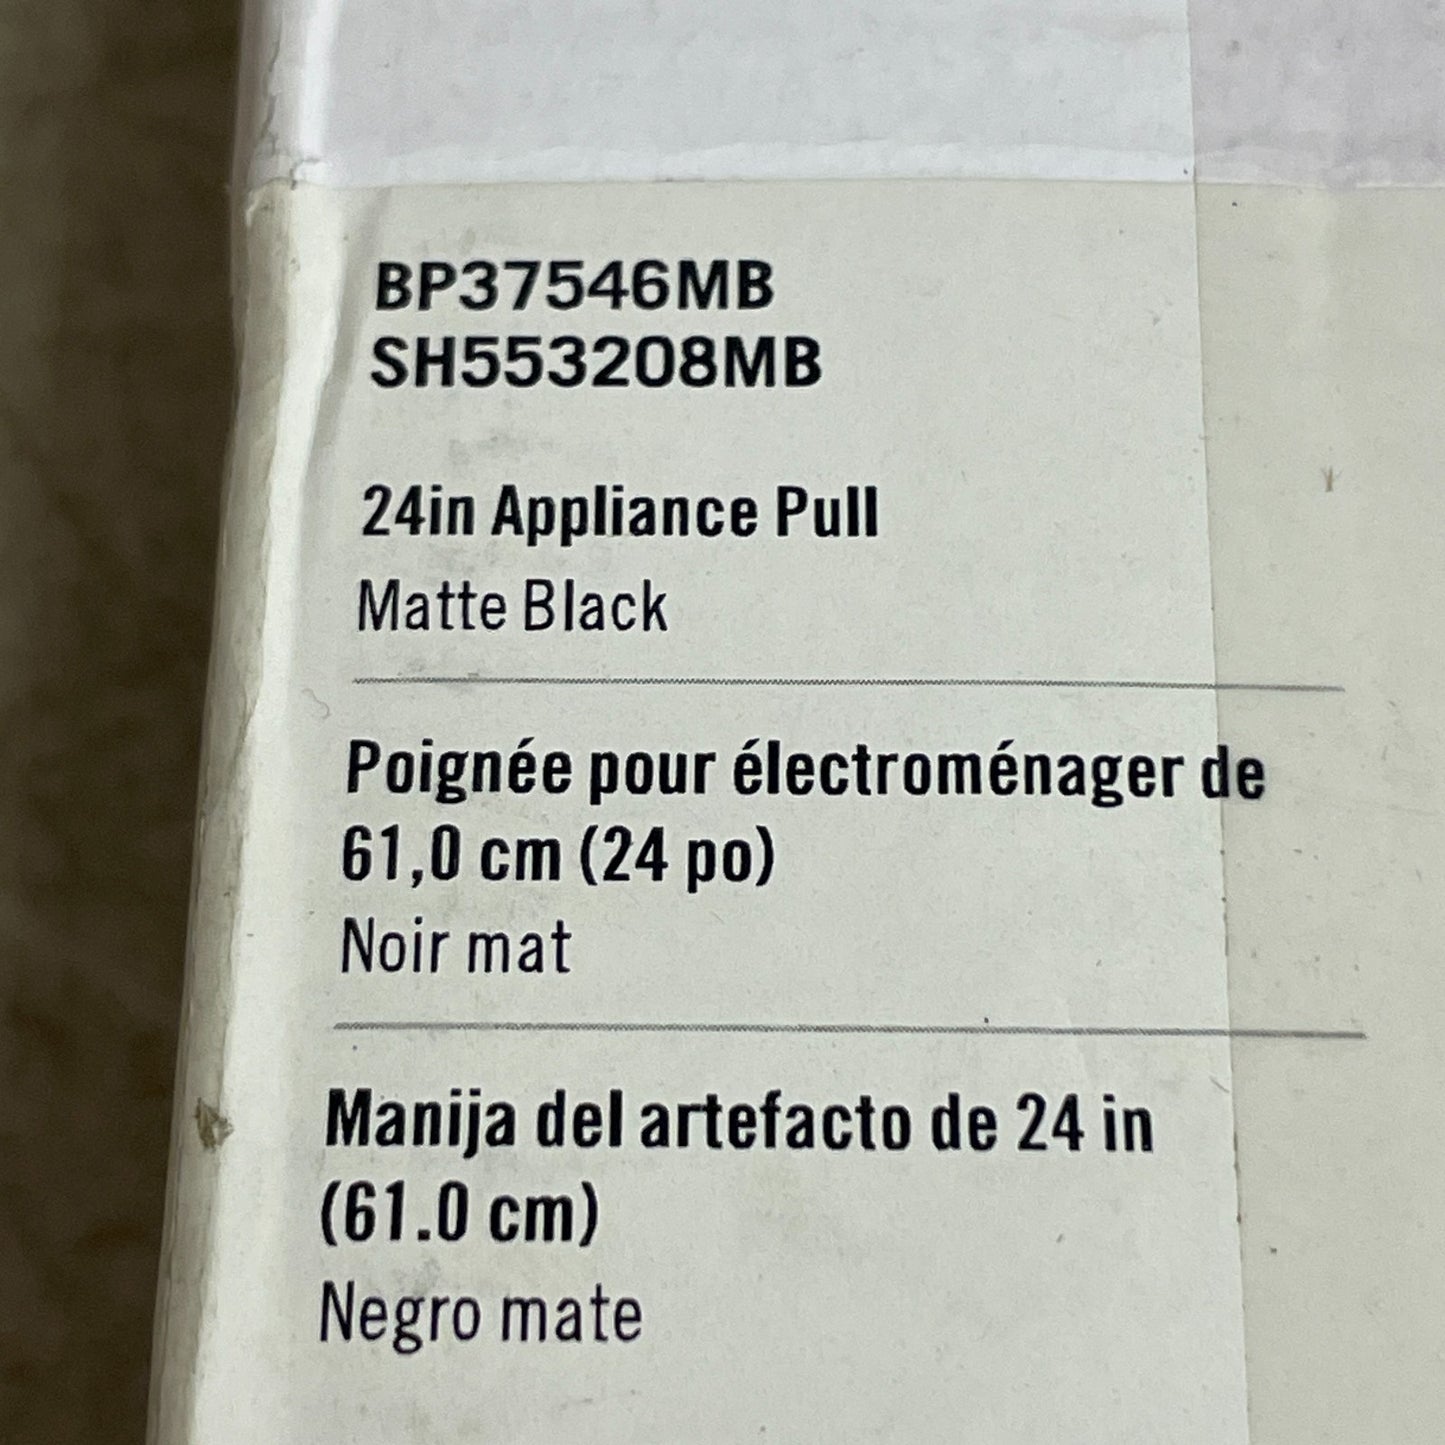 BP37546MB
SH553208MB
24in Appliance Pull
Matte Black
Poignée pour électroménager de
61,0 cm (24 po)
Noir mat
Manija del artefacto de 24 in
(61.0 cm)
Negro mate